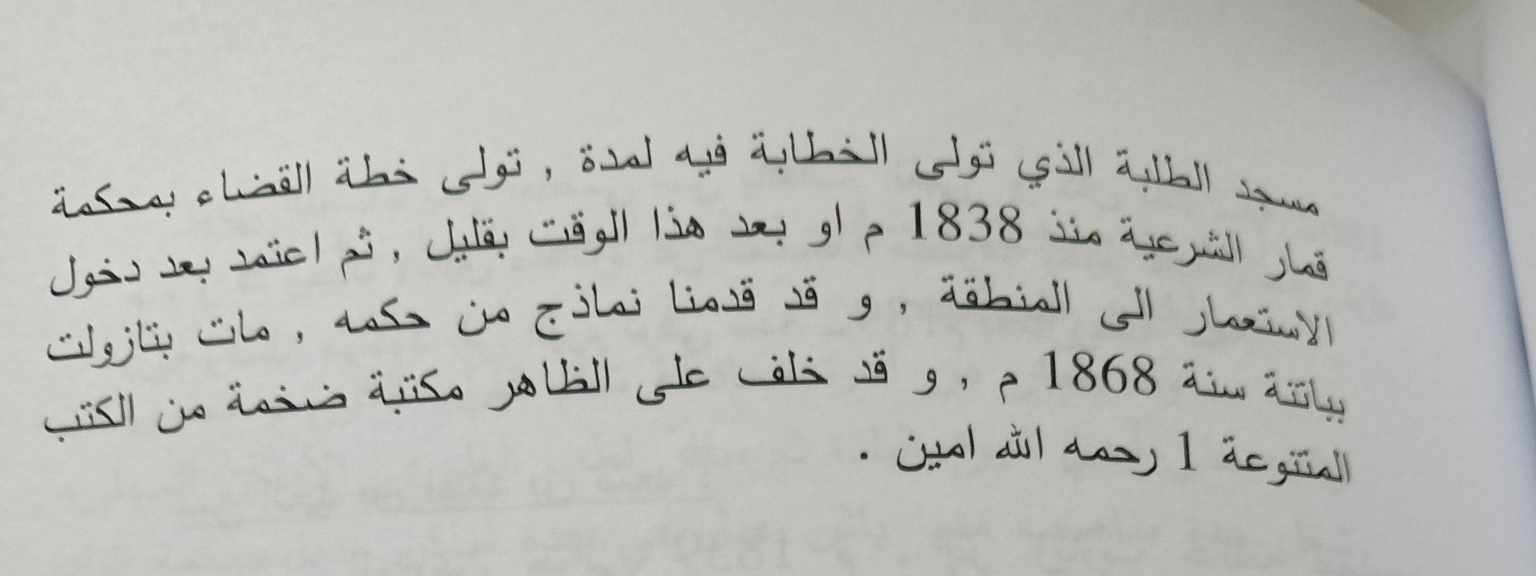 مسجد الطلبة الذي تولى الخطابة فيه لمدة , تولى خطة القضاء بمحكمة
قمار الشرعية منذ 1838 م او بعد هذا الوقت بقليل , ثم اعتمد بعد دخول
الاستعمار الى المنطقة , و قد قدمنا نماذج من حكمه , مات بتازولت
بباتنة سنة 1868 م , و قد خلف على الظاهر مكتبة ضخمة من الكتب
المتنوعة 1 رحمه الله امين .